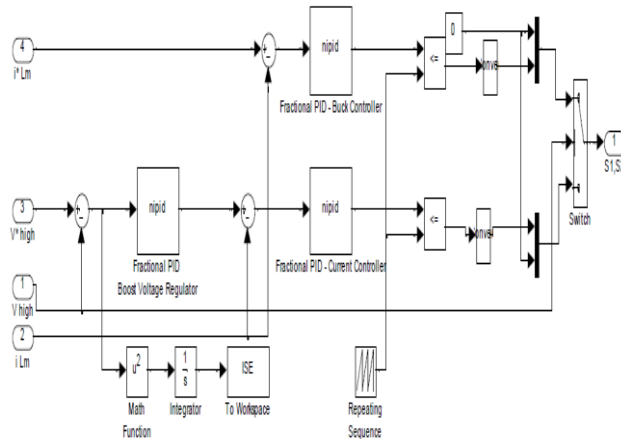 4
i* Lm
nipid
Fractional PID - Buck Controller
<=
0
3
V* high
nipid
Fractional PID
Boost Voltage Regulator
nipid
Fractional PID - Current Controller
<=
Switch
1
S1,S
1
V high
2
i Lm
u²
Math
Function
1
s
Integrator
ISE
To Workspace
Repeating
Sequence